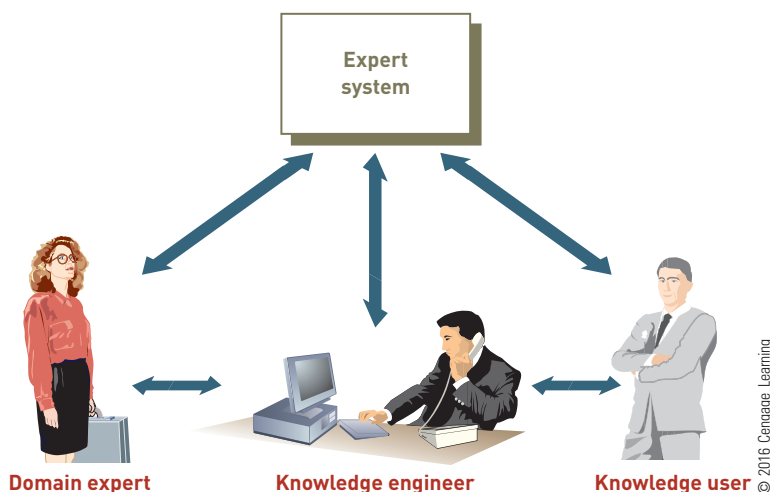 Expert
system
Domain expert
Knowledge engineer
Knowledge user
© 2016 Cengage Learning